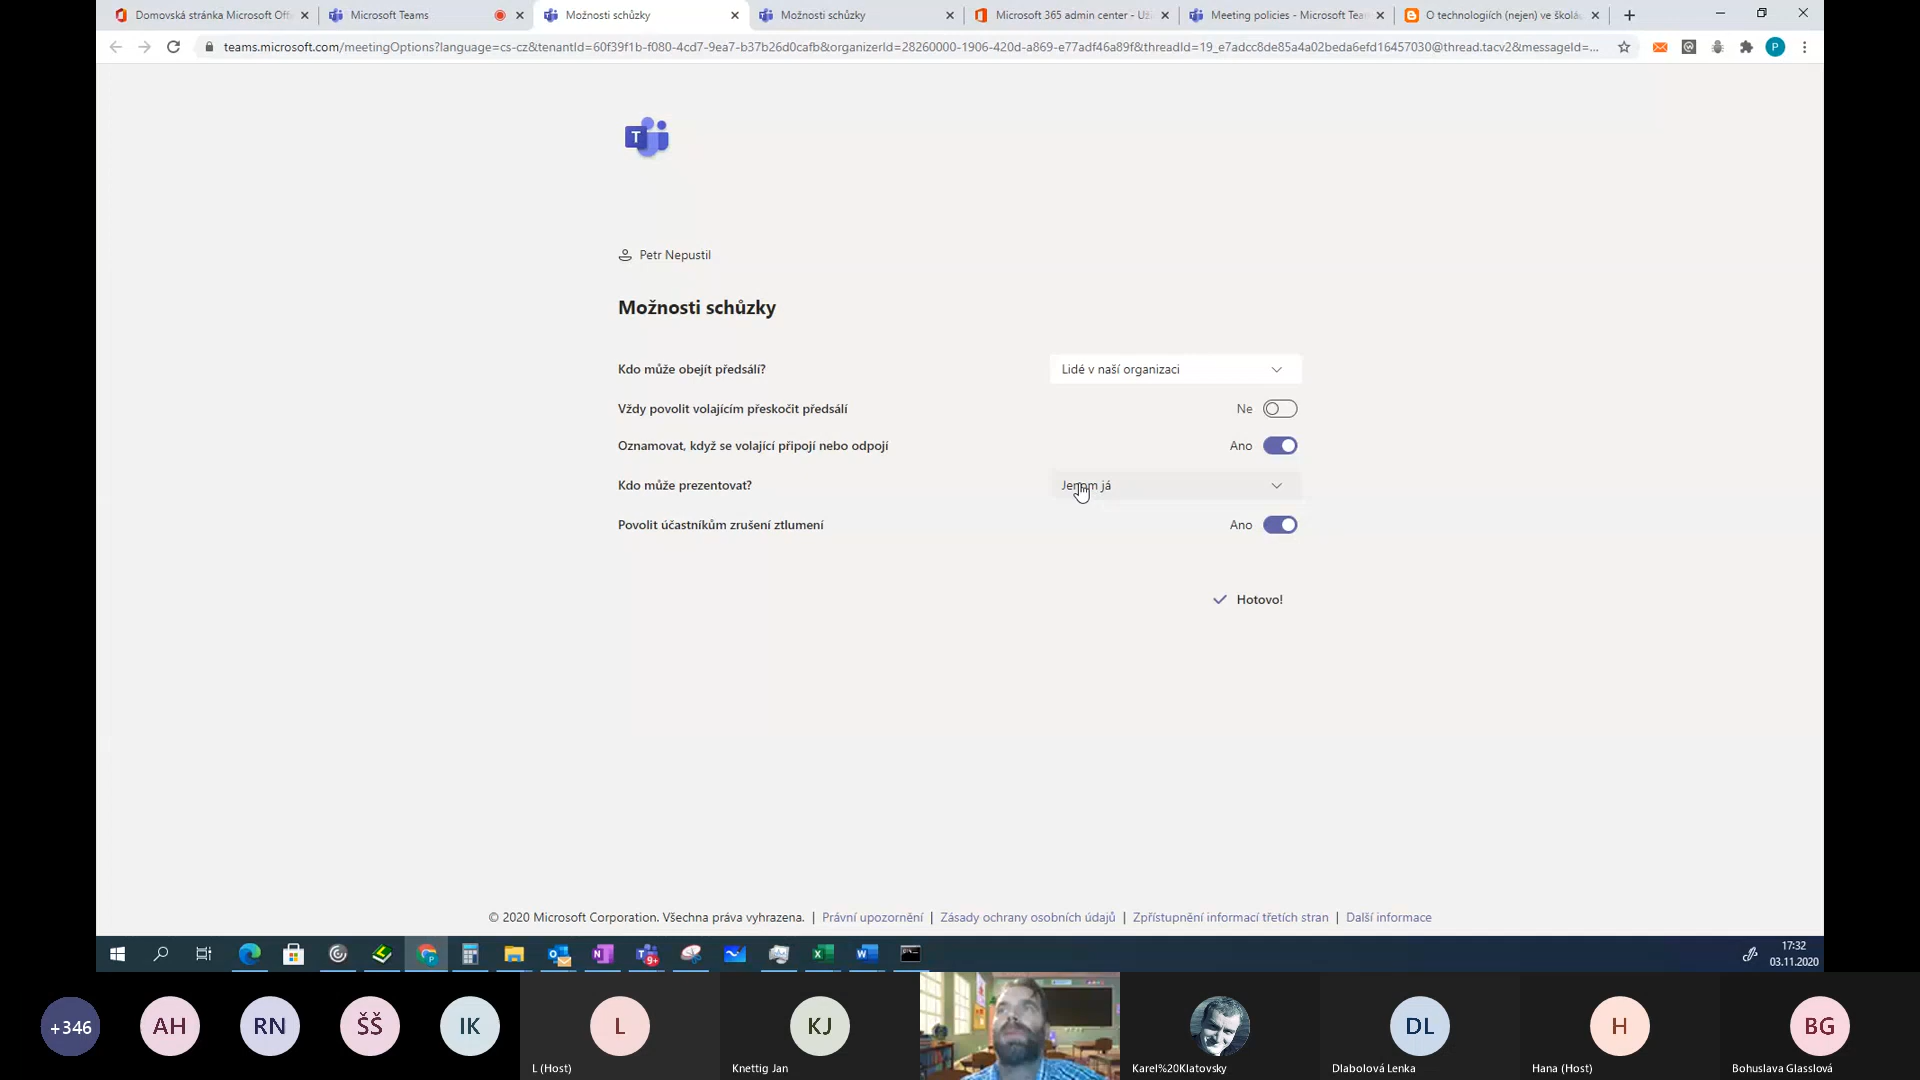 Domovská stránka Microsoft Offi
Microsoft Teams
Možnosti schůzky
Možnosti schůzky
Microsoft 365 admin center - Uži
Meeting policies - Microsoft Team
O technologiích (nejen) ve školác
teams.microsoft.com/meetingOptions?language=cs-cz&tenantId=60f39f1b-f080-4cd7-9ea7-b37b26d0cafb&organizerId=28260000-1906-420d-a869-e77adf46a89f&threadId=19_e7adcc8de85a4a02beda6efd16457030@thread.tacv2&messageId=...
P
T
Petr Nepustil
Možnosti schůzky
Kdo může obejít předsálí?
Lidé v naší organizaci
Vždy povolit volajícím přeskočit předsálí
Ne
Oznamovat, když se volající připojí nebo odpojí
Ano
Kdo může prezentovat?
Jenom já
Povolit účastníkům zrušení ztlumení
Ano
Hotovo!
© 2020 Microsoft Corporation. Všechna práva vyhrazena. | Právní upozornění | Zásady ochrany osobních údajů | Zpřístupnění informací třetích stran | Další informace
17:32
03.11.2020
+346
AH
RN
ŠŠ
IK
L
KJ
DL
H
BG
L (Host)
Knettig Jan
Karel%20Klatovsky
Dlabolová Lenka
Hana (Host)
Bohuslava Glasslová